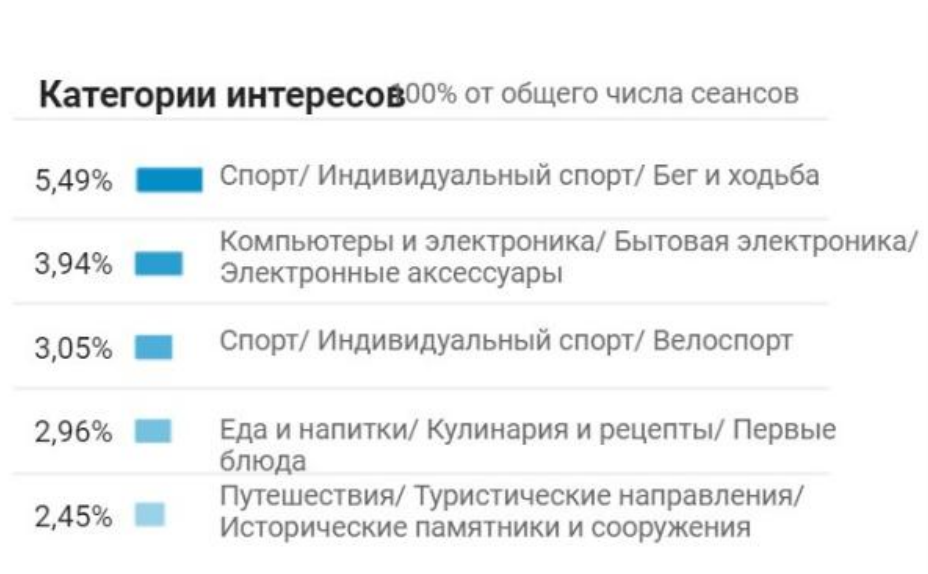 Категории интересов 100% от общего числа сеансов
5,49% Спорт/ Индивидуальный спорт/ Бег и ходьба
3,94% Компьютеры и электроника/ Бытовая электроника/
Электронные аксессуары
3,05% Спорт/ Индивидуальный спорт/ Велоспорт
2,96% Еда и напитки/ Кулинария и рецепты/ Первые
блюда
2,45% Путешествия/ Туристические направления/
Исторические памятники и сооружения